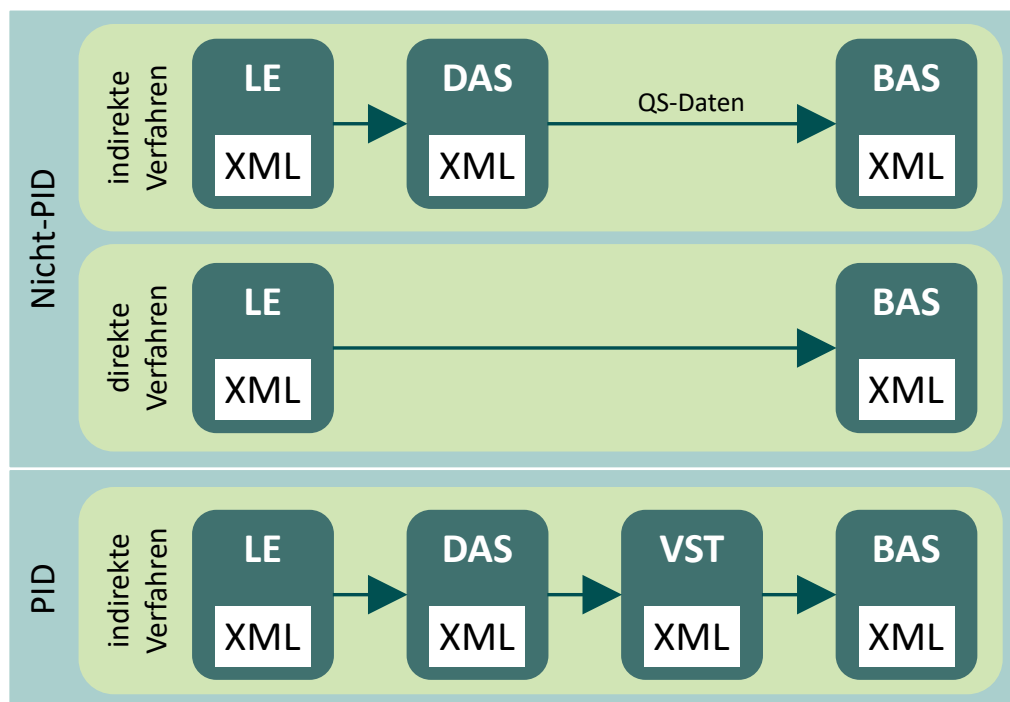 Nicht-PID
indirekte
Verfahren
LE
XML
DAS
XML
QS-Daten
BAS
XML
direkte
Verfahren
LE
XML
BAS
XML
PID
indirekte
Verfahren
LE
XML
DAS
XML
VST
XML
BAS
XML